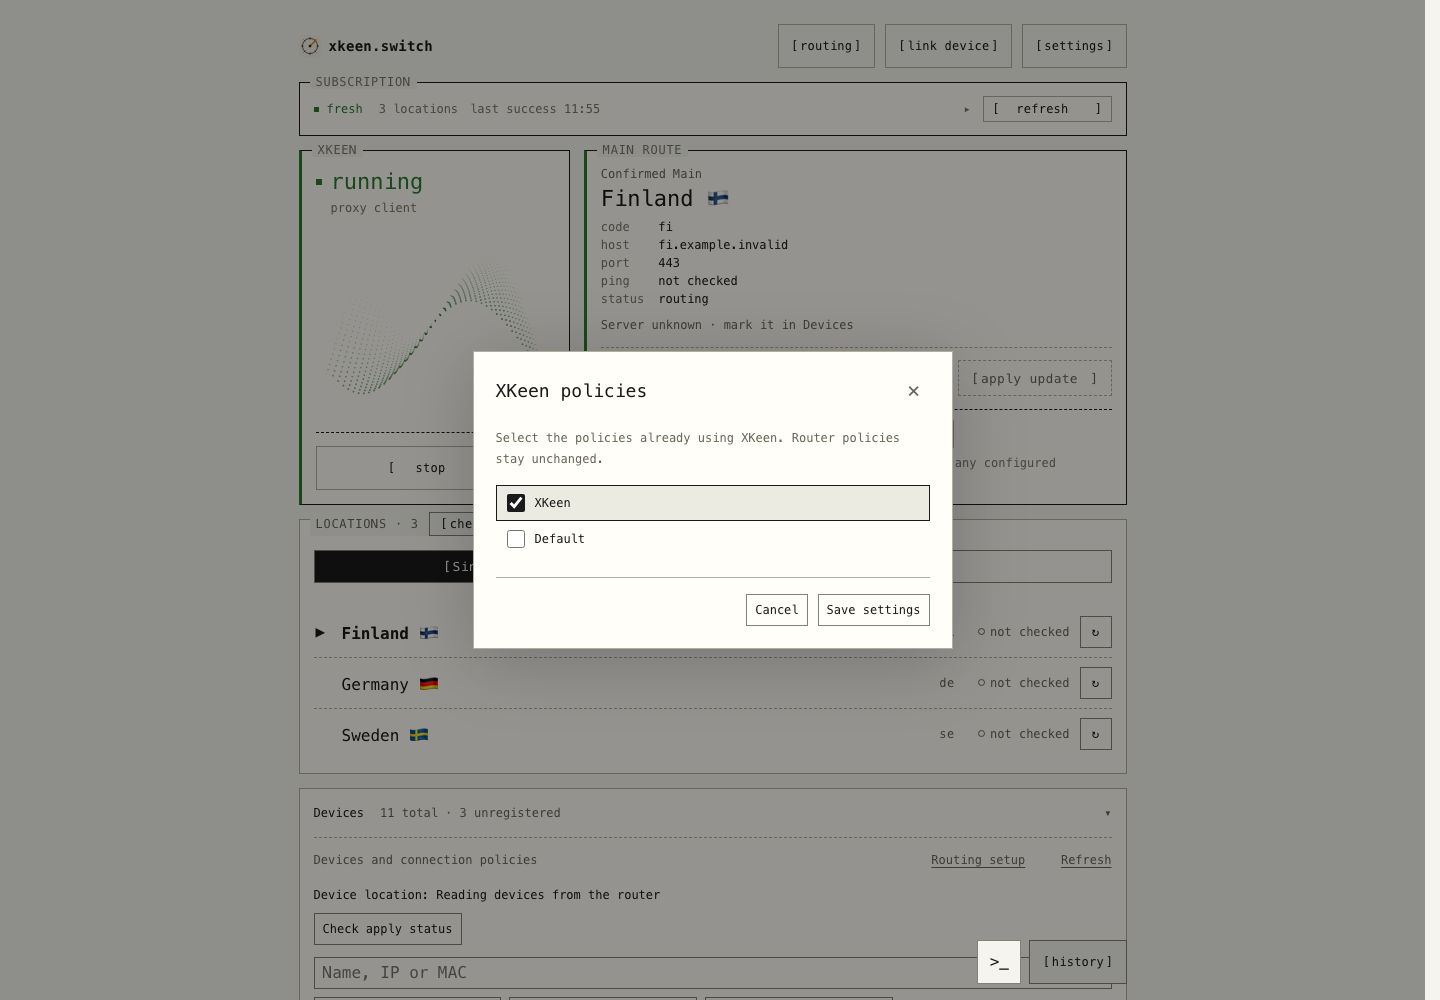 xkeen.switch
[routing] [link device] [settings]
SUBSCRIPTION
fresh 3 locations last success 11:55 ▸ [ refresh ]
XKEEN
running
proxy client
[ stop
MAIN ROUTE
Confirmed Main
Finland
code fi
host fi.example.invalid
port 443
ping not checked
status routing
Server unknown · mark it in Devices
[apply update ]
any configured
XKeen policies ×
Select the policies already using XKeen. Router policies
stay unchanged.
XKeen
Default
Cancel Save settings
LOCATIONS · 3 [che
[Sin
▶ Finland not checked ↻
Germany de not checked ↻
Sweden se not checked ↻
Devices 11 total · 3 unregistered ▾
Devices and connection policies Routing setup Refresh
Device location: Reading devices from the router
Check apply status
Name, IP or MAC
>_ [history]